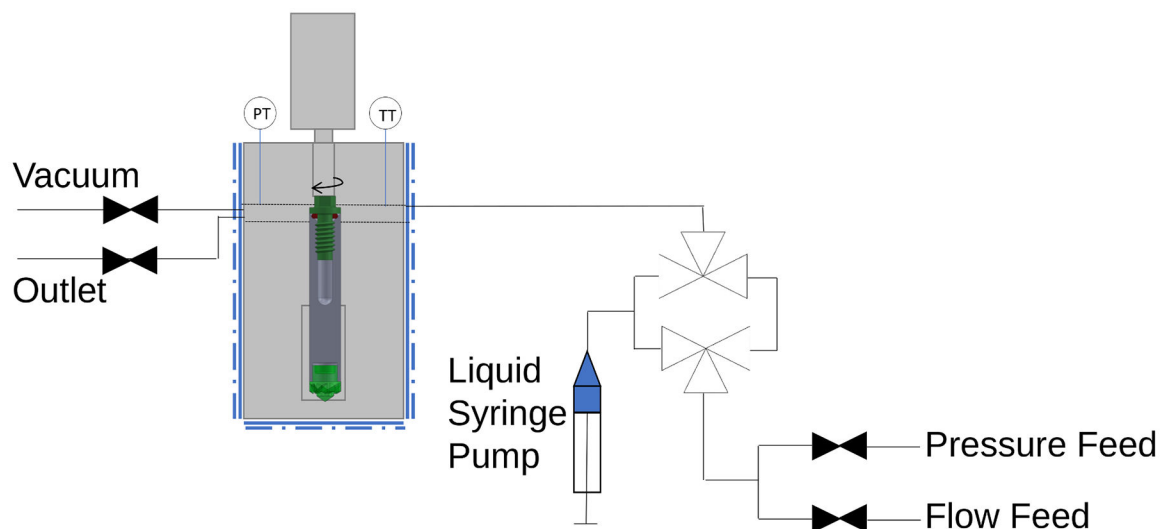 PT
TT
Vacuum
Outlet
Liquid
Syringe
Pump
Pressure Feed
Flow Feed